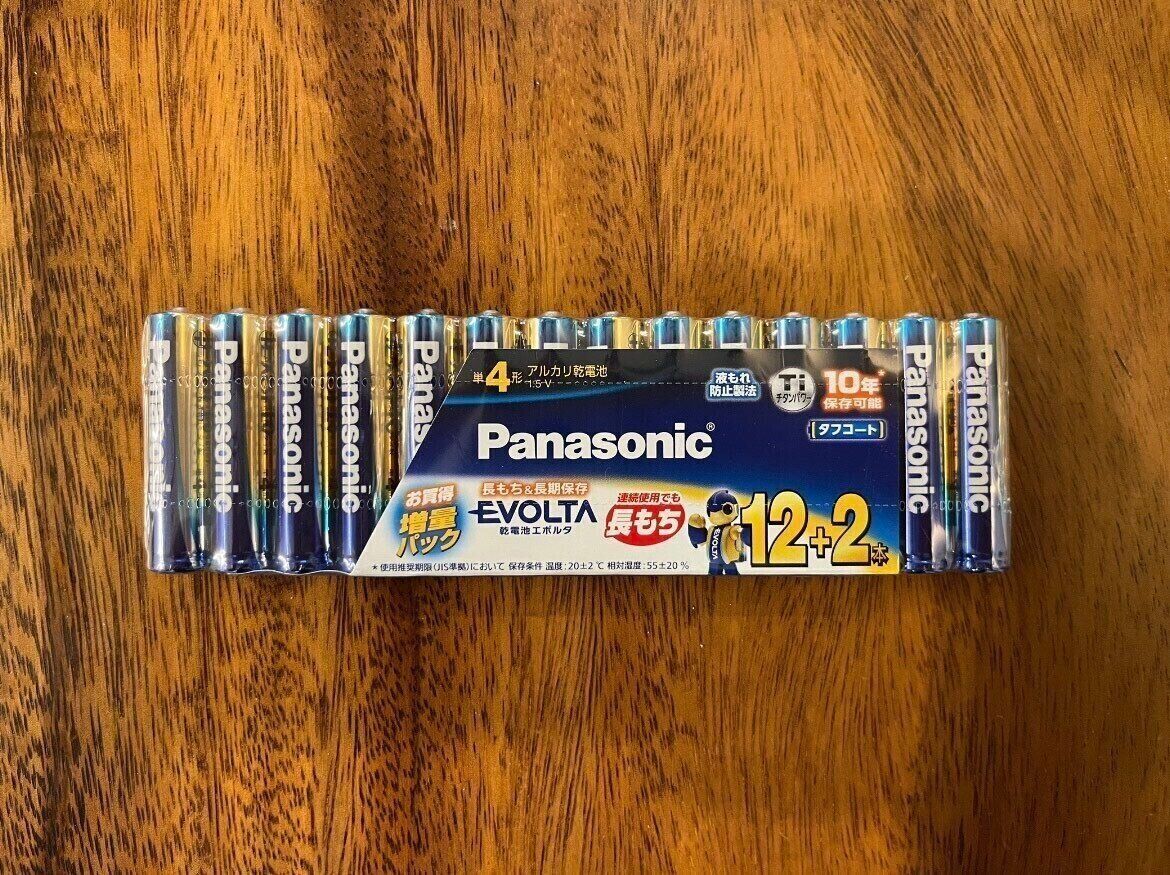 Panasonic
Panasonic
Panasonic
Panasonic
Panas
単4形 アルカリ乾電池
1.5V
液もれ
防止製法
Ti
チタンパワー
10年*
保存可能
[タフコート]
Panasonic®
お買得
増量
パック
長もち&長期保存
EVOLTA
乾電池エボルタ
連続使用でも
長もち
EVOLTA
12+2本
*使用推奨期限(JIS準拠)において 保存条件 温度:20±2℃ 相対湿度:55±20%
Panasonic
Panasonic